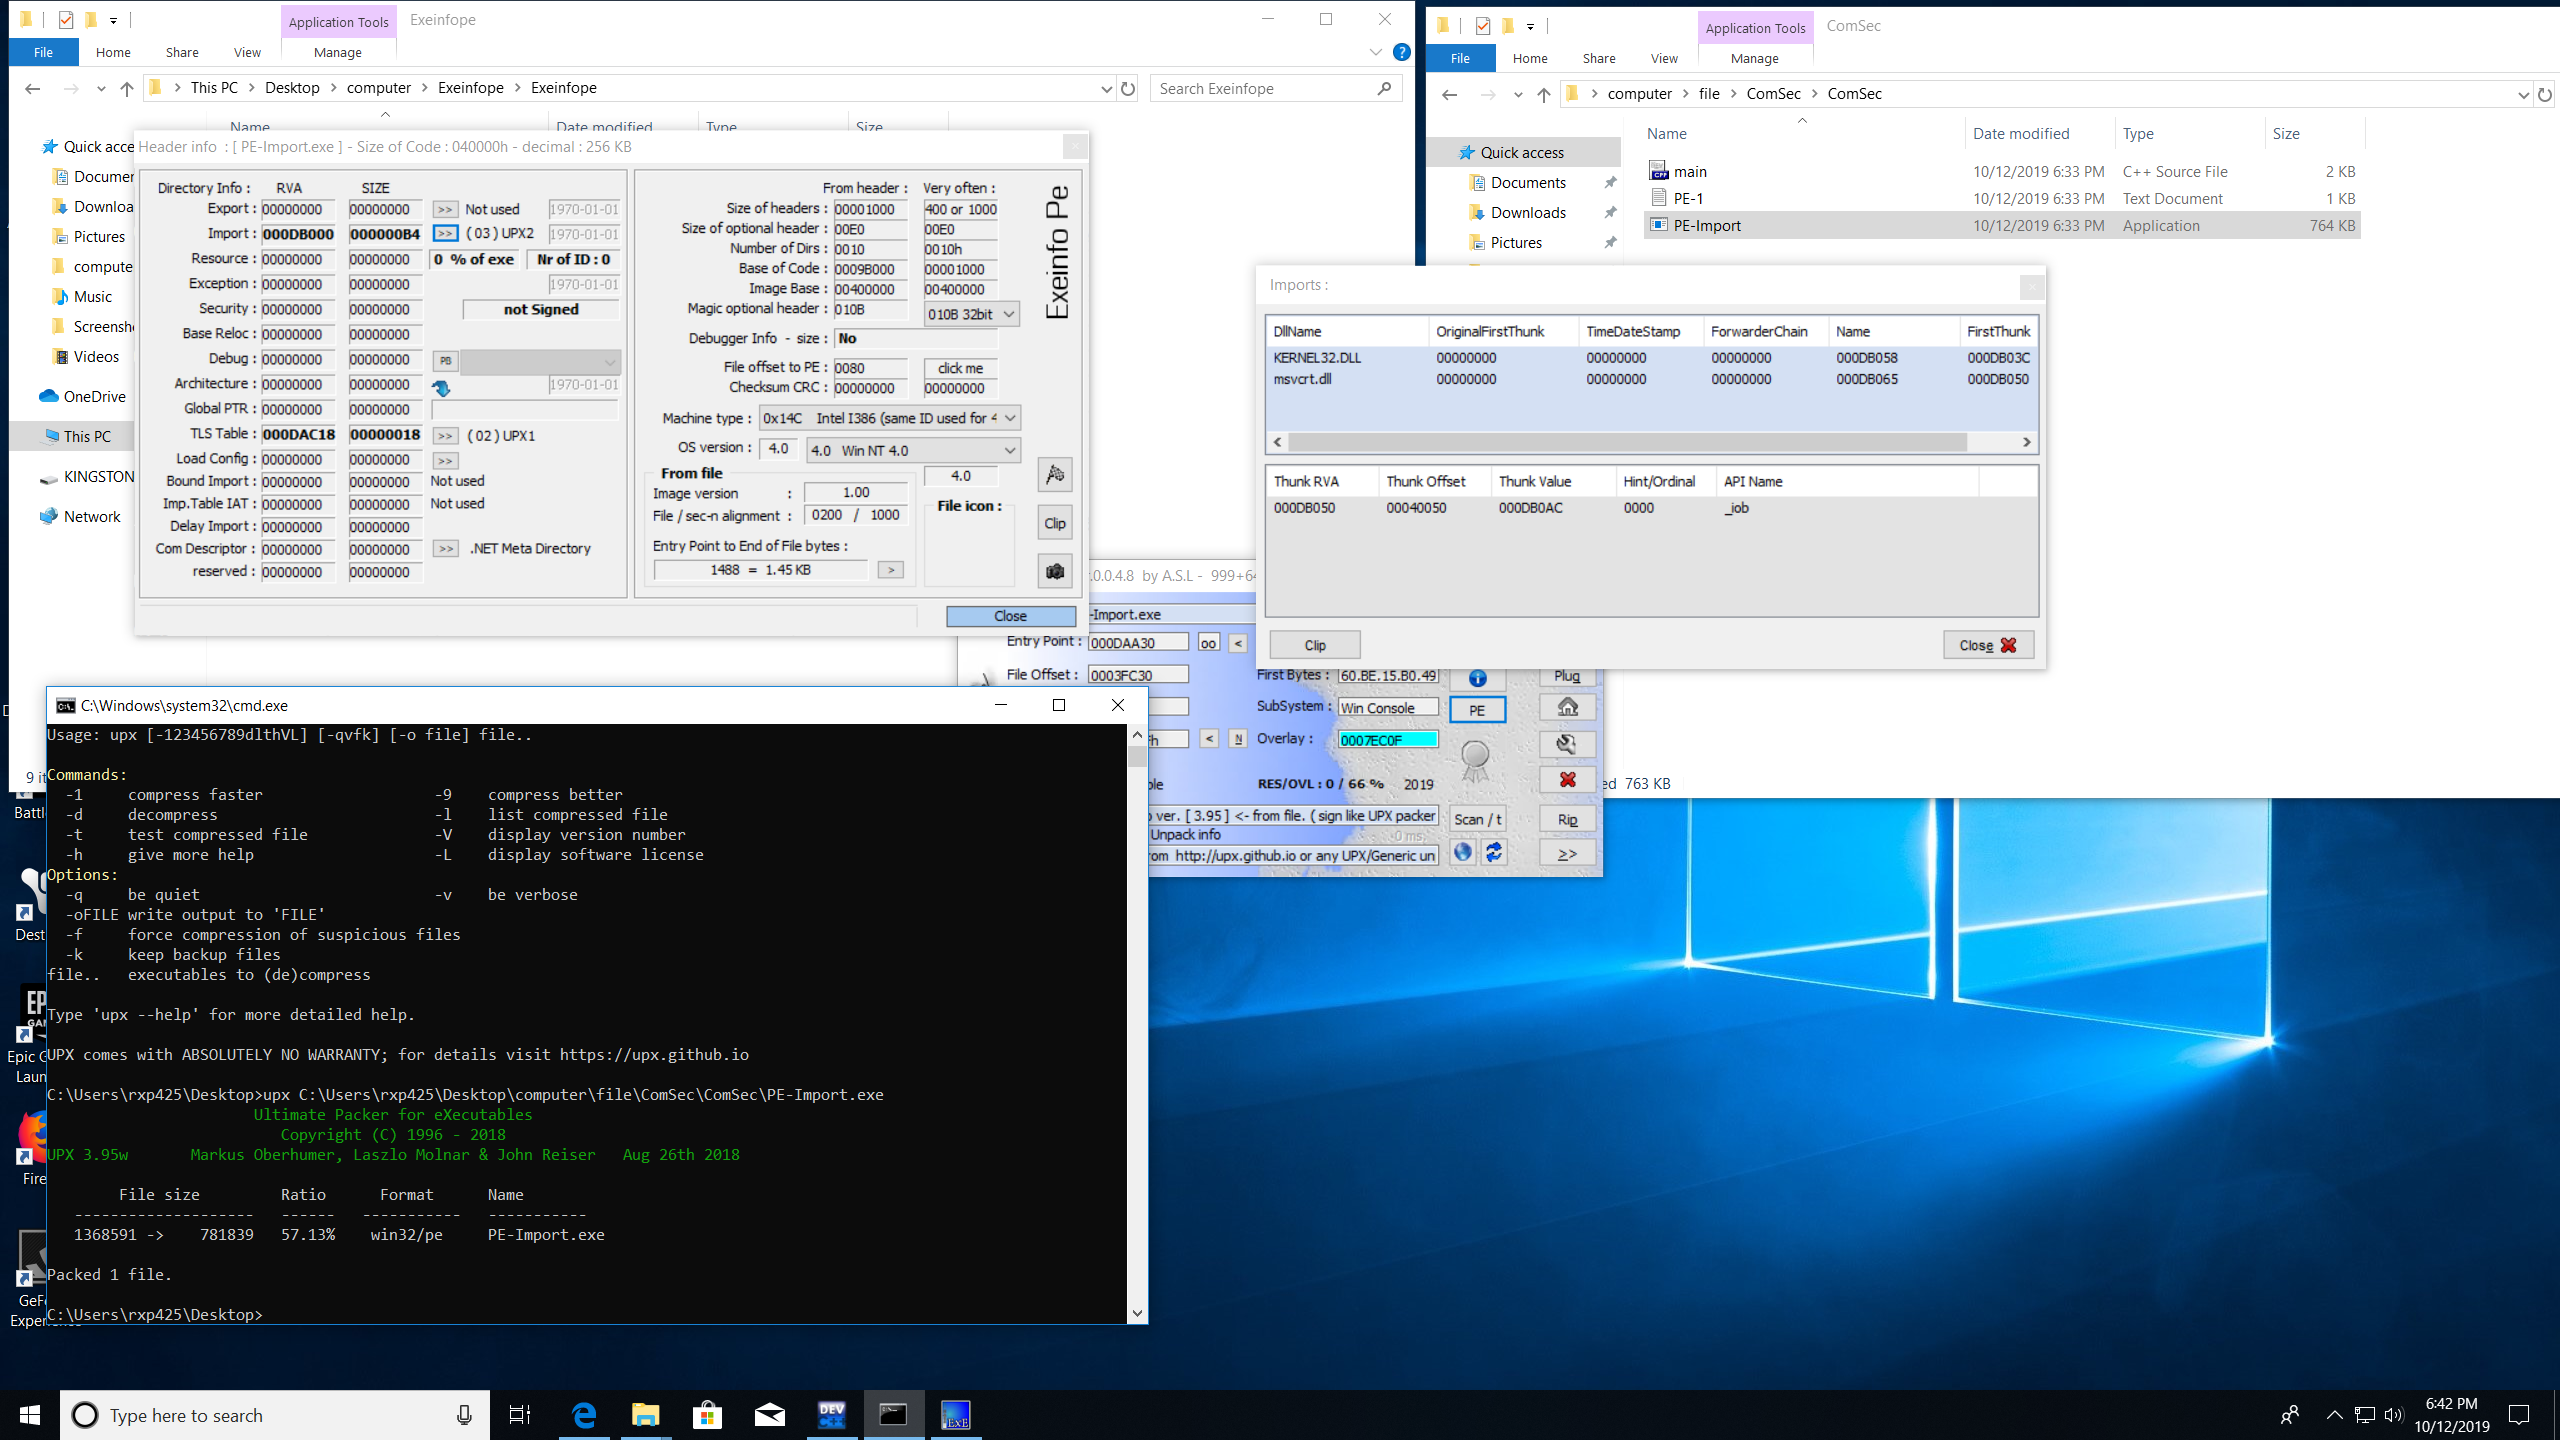 Application Tools
Exeinfope
File
Home
Share
View
Manage
This PC
Desktop
computer
Exeinfope
Exeinfope
Search Exeinfope
Name
Date modified
Type
Size
Quick acce
Documer
Downloa
Pictures
compute
Music
Screensh
Videos
OneDrive
This PC
KINGSTON
Network
Header info : [ PE-Import.exe ] - Size of Code : 040000h - decimal : 256 KB
Directory Info : RVA SIZE
Export : 00000000 00000000 >> Not used 1970-01-01
Import : 000DB000 000000B4 >> ( 03 ) UPX2 1970-01-01
Resource : 00000000 00000000 0 % of exe Nr of ID : 0
Exception : 00000000 00000000 1970-01-01
Security : 00000000 00000000 not Signed
Base Reloc : 00000000 00000000
Debug : 00000000 00000000 PB
Architecture : 00000000 00000000 1970-01-01
Global PTR : 00000000 00000000
TLS Table : 000DAC18 00000018 >> ( 02 ) UPX1
Load Config : 00000000 00000000 >>
Bound Import : 00000000 00000000 Not used
Imp.Table IAT : 00000000 00000000 Not used
Delay Import : 00000000 00000000
Com Descriptor : 00000000 00000000 >> .NET Meta Directory
reserved : 00000000 00000000
From header : Very often :
Size of headers : 00001000 400 or 1000
Size of optional header : 00E0 00E0
Number of Dirs : 0010 0010h
Base of Code : 0009B000 00001000
Image Base : 00400000 00400000
Magic optional header : 010B 010B 32bit
Debugger Info - size : No
File offset to PE : 0080 click me
Checksum CRC : 00000000 00000000
Machine type : 0x14C Intel I386 (same ID used for 4
OS version : 4.0 4.0 Win NT 4.0
From file
4.0
Image version : 1.00
File / sec-n alignment : 0200 / 1000
File icon :
Entry Point to End of File bytes :
1488 = 1.45 KB >
Exeinfo Pe
Clip
Close
Application Tools
ComSec
File
Home
Share
View
Manage
computer
file
ComSec
ComSec
Name Date modified Type Size
Quick access
Documents
Downloads
Pictures
main 10/12/2019 6:33 PM C++ Source File 2 KB
PE-1 10/12/2019 6:33 PM Text Document 1 KB
PE-Import 10/12/2019 6:33 PM Application 764 KB
ed 763 KB
Imports :
DllName OriginalFirstThunk TimeDateStamp ForwarderChain Name FirstThunk
KERNEL32.DLL 00000000 00000000 00000000 000DB058 000DB03C
msvcrt.dll 00000000 00000000 00000000 000DB065 000DB050
Thunk RVA Thunk Offset Thunk Value Hint/Ordinal API Name
000DB050 00040050 000DB0AC 0000 _iob
Clip
Close
.0.0.4.8 by A.S.L - 999+64
-Import.exe
Entry Point : 000DAA30 oo <
File Offset : 0003FC30
First Bytes : 60.BE.15.B0.49
Plug
SubSystem : Win Console
PE
< N
Overlay : 0007EC0F
ble
RES/OVL : 0 / 66 % 2019
ver. [ 3.95 ] <- from file. ( sign like UPX packer
Scan / t
Rip
Unpack info
0 ms.
rom http://upx.github.io or any UPX/Generic un
>>
C:\Windows\system32\cmd.exe
Usage: upx [-123456789dlthVL] [-qvfk] [-o file] file..
Commands:
-1 compress faster -9 compress better
-d decompress -l list compressed file
-t test compressed file -V display version number
-h give more help -L display software license
Options:
-q be quiet -v be verbose
-oFILE write output to 'FILE'
-f force compression of suspicious files
-k keep backup files
file.. executables to (de)compress
Type 'upx --help' for more detailed help.
UPX comes with ABSOLUTELY NO WARRANTY; for details visit https://upx.github.io
C:\Users\rxp425\Desktop>upx C:\Users\rxp425\Desktop\computer\file\ComSec\ComSec\PE-Import.exe
Ultimate Packer for eXecutables
Copyright (C) 1996 - 2018
UPX 3.95w Markus Oberhumer, Laszlo Molnar & John Reiser Aug 26th 2018
File size Ratio Format Name
-------------------- ------ ----------- -----------
1368591 -> 781839 57.13% win32/pe PE-Import.exe
Packed 1 file.
C:\Users\rxp425\Desktop>
9 it
Battl
Dest
EP
GA
Epic G
Laun
Fire
GeFo
Experie
Type here to search
DEV
C++
ExE
6:42 PM
10/12/2019